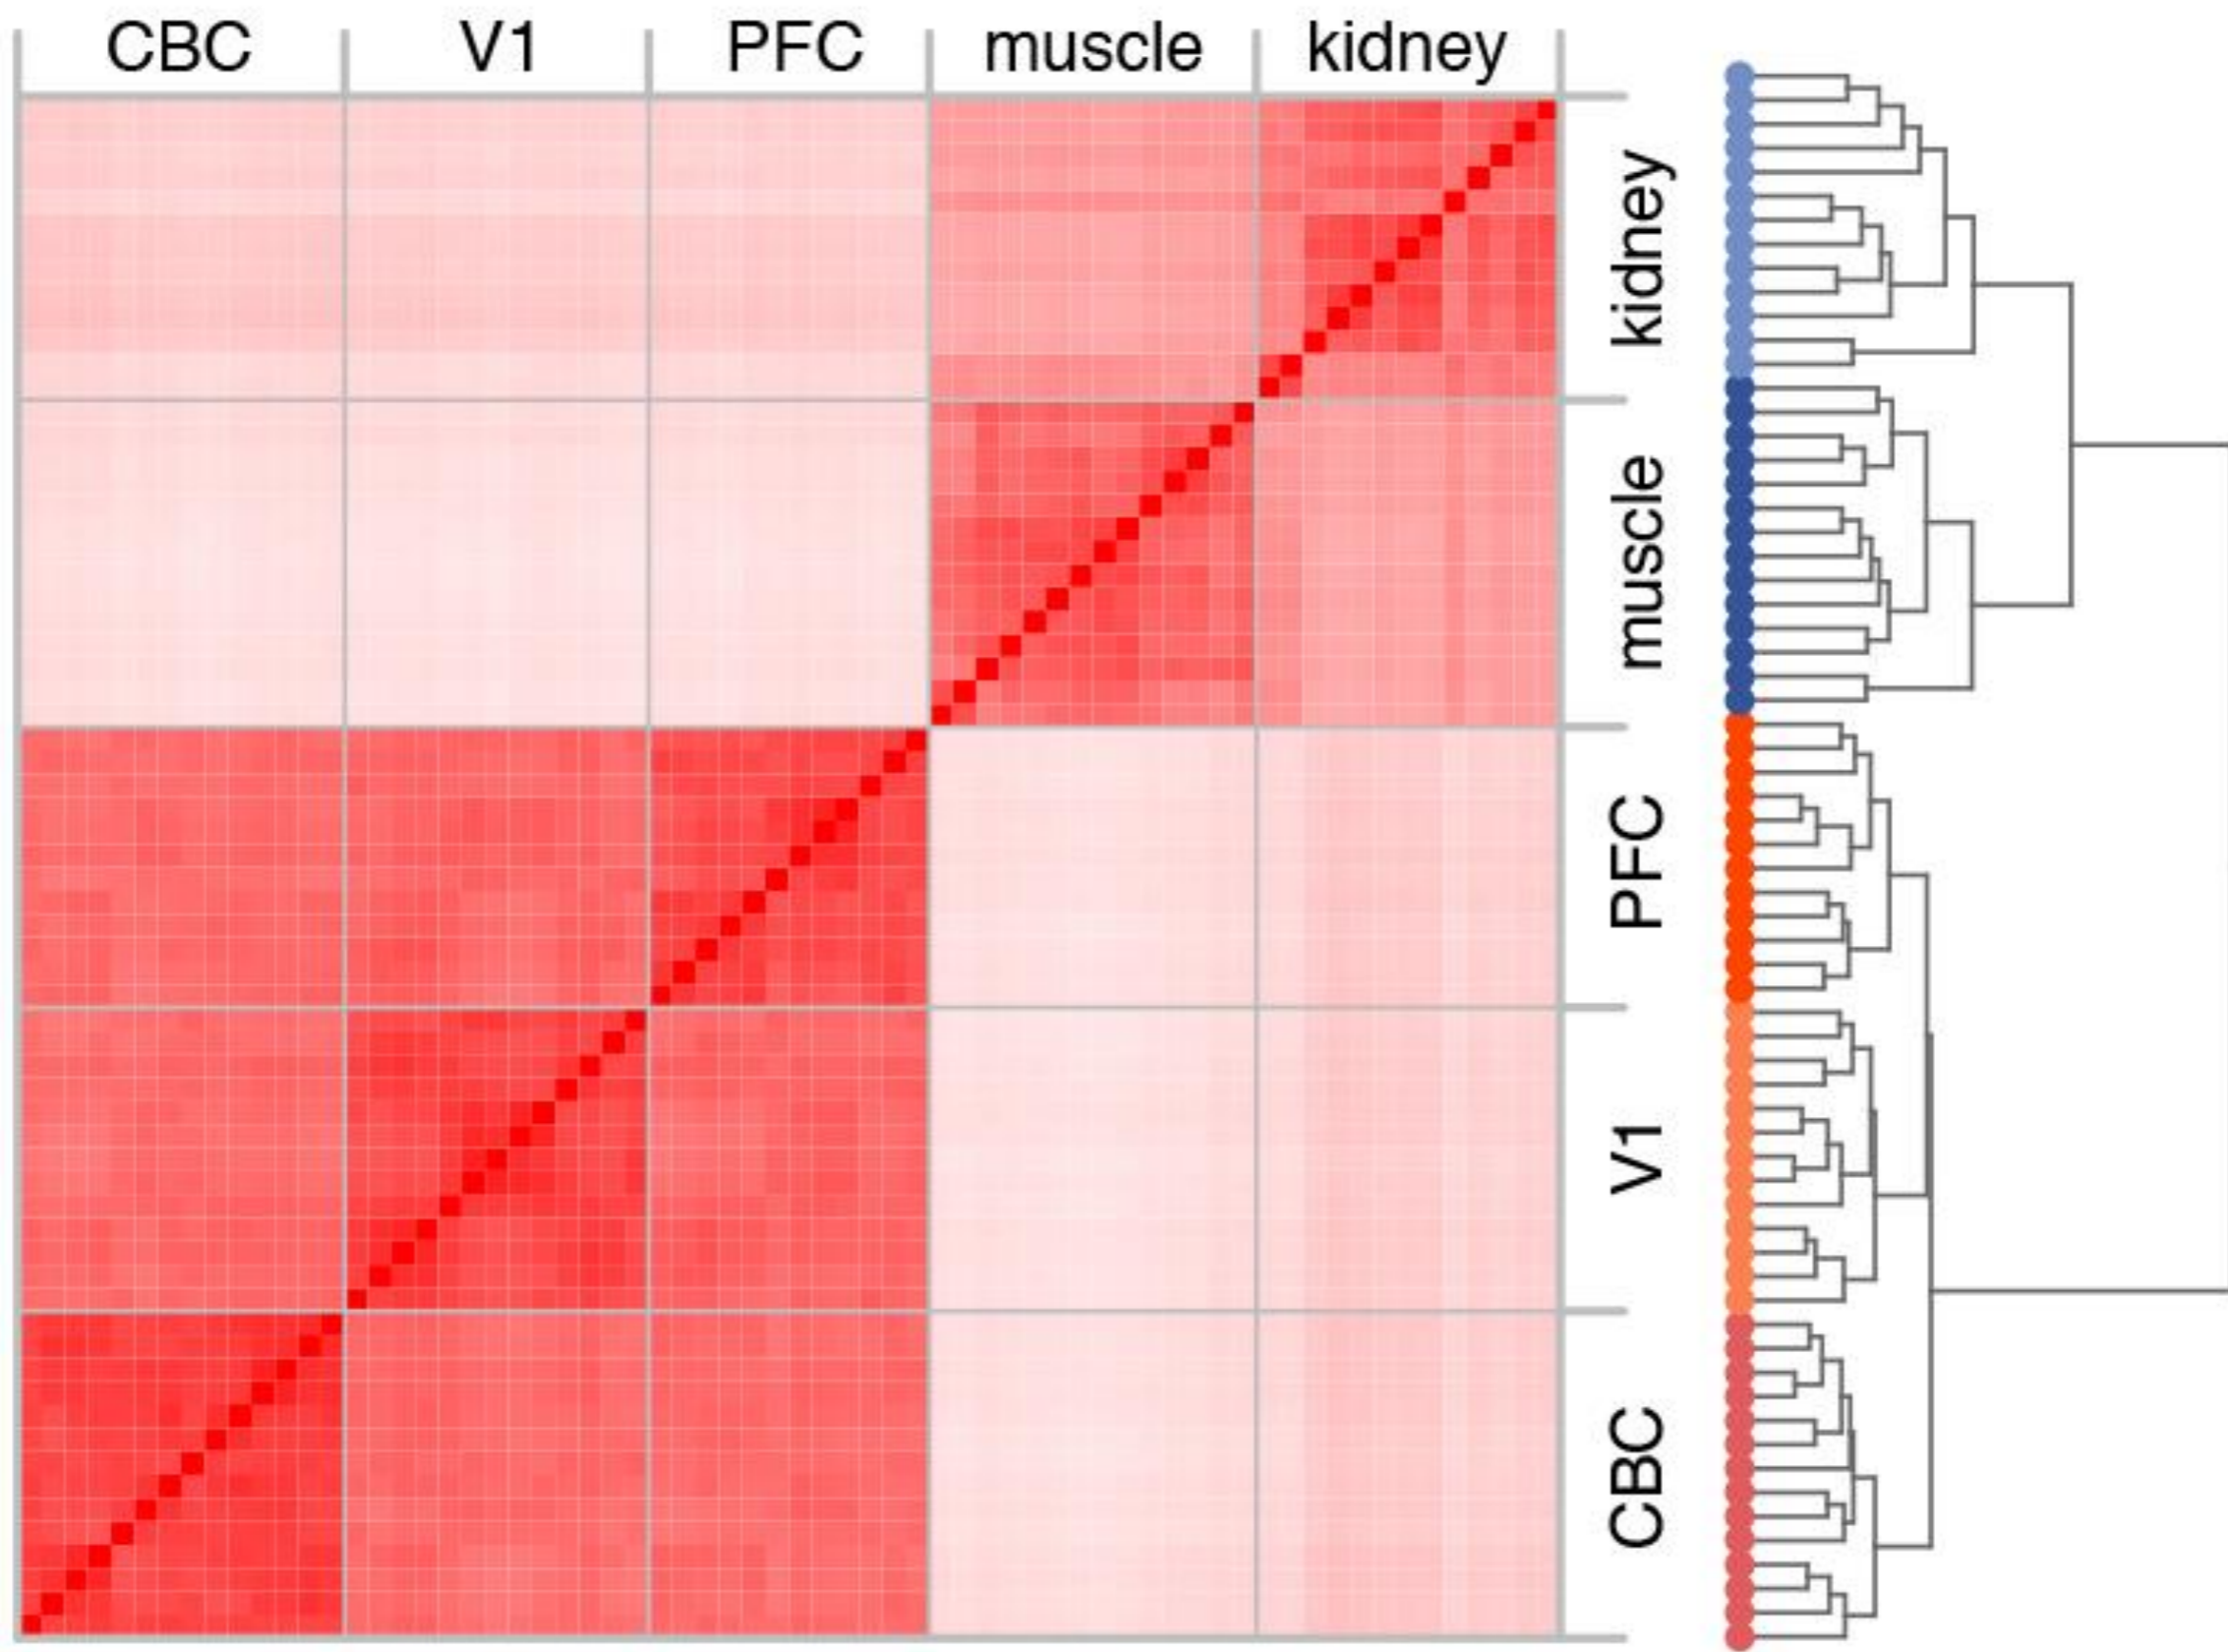 CBC V1 PFC muscle kidney
kidney
muscle
PFC
V1
CBC